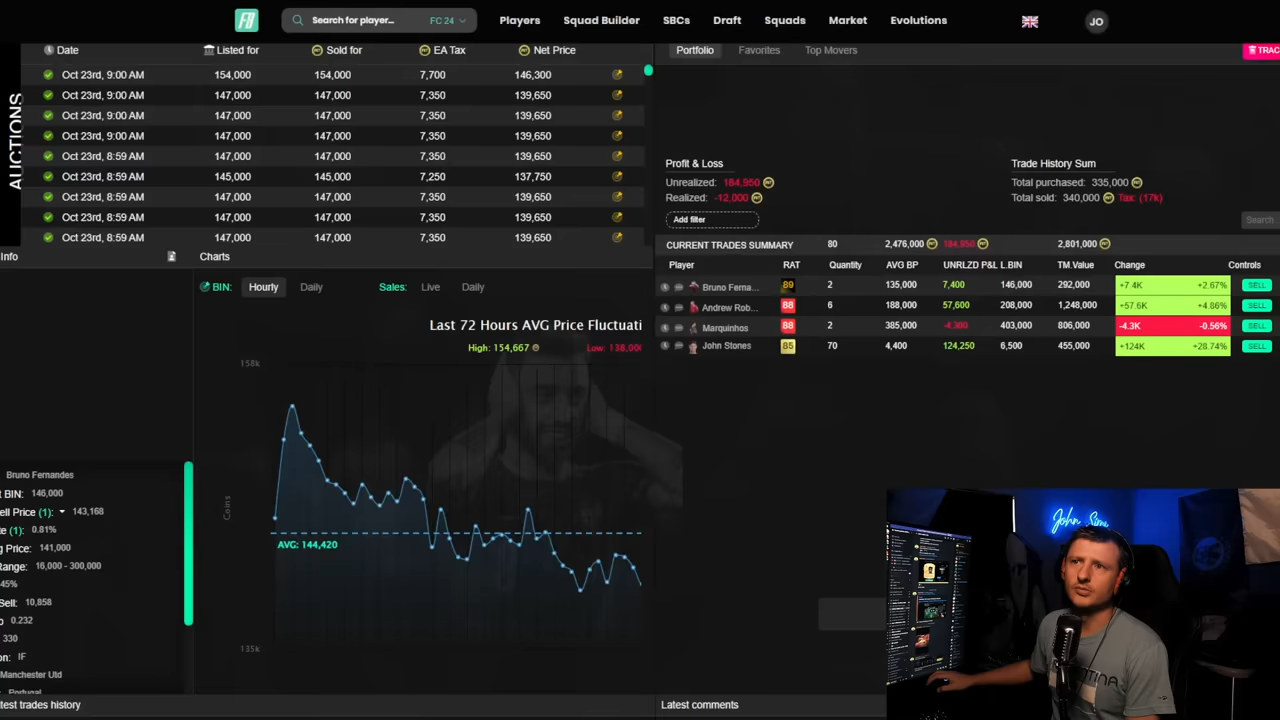 FB Search for player... FC 24 Players Squad Builder SBCs Draft Squads Market Evolutions JO
AUCTIONS
Date Listed for Sold for EA Tax Net Price
Oct 23rd, 9:00 AM 154,000 154,000 7,700 146,300
Oct 23rd, 9:00 AM 147,000 147,000 7,350 139,650
Oct 23rd, 9:00 AM 147,000 147,000 7,350 139,650
Oct 23rd, 9:00 AM 147,000 147,000 7,350 139,650
Oct 23rd, 8:59 AM 147,000 147,000 7,350 139,650
Oct 23rd, 8:59 AM 145,000 145,000 7,250 137,750
Oct 23rd, 8:59 AM 147,000 147,000 7,350 139,650
Oct 23rd, 8:59 AM 147,000 147,000 7,350 139,650
Oct 23rd, 8:59 AM 147,000 147,000 7,350 139,650
Info Charts
BIN: Hourly Daily Sales: Live Daily
Last 72 Hours AVG Price Fluctuati
High: 154,667 Low: 138,000
158k
Coins
AVG: 144,420
135k
Bruno Fernandes
t BIN: 146,000
ell Price (1): 143,168
te (1): 0.81%
g Price: 141,000
Range: 16,000 - 300,000
45%
Sell: 10,858
o 0.232
330
on: IF
Manchester Utd
Portugal
test trades history
Portfolio Favorites Top Movers TRAC
Profit & Loss Trade History Sum
Unrealized: 184,950 Total purchased: 335,000
Realized: -12,000 Total sold: 340,000 Tax: (17k)
Add filter Search
CURRENT TRADES SUMMARY 80 2,476,000 184,950 2,801,000
Player RAT Quantity AVG BP UNRLZD P&L L.BIN TM.Value Change Controls
Bruno Ferna... 89 2 135,000 7,400 146,000 292,000 +7.4K +2.67% SELL
Andrew Rob... 88 6 188,000 57,600 208,000 1,248,000 +57.6K +4.86% SELL
Marquinhos 88 2 385,000 -4,300 403,000 806,000 -4.3K -0.56% SELL
John Stones 85 70 4,400 124,250 6,500 455,000 +124K +28.74% SELL
Latest comments